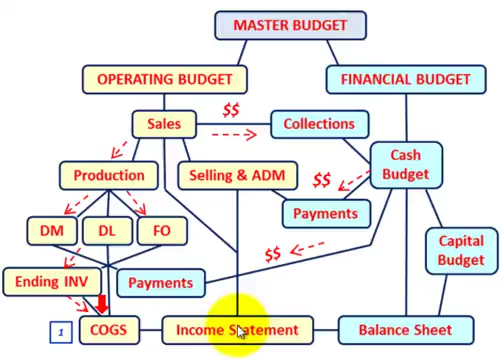 MASTER BUDGET
OPERATING BUDGET
FINANCIAL BUDGET
$$
Sales
Collections
Cash
Budget
Production
Selling & ADM
$$
Payments
DM
DL
FO
Capital
Budget
$$
Ending INV
Payments
1
COGS
Income Statement
Balance Sheet